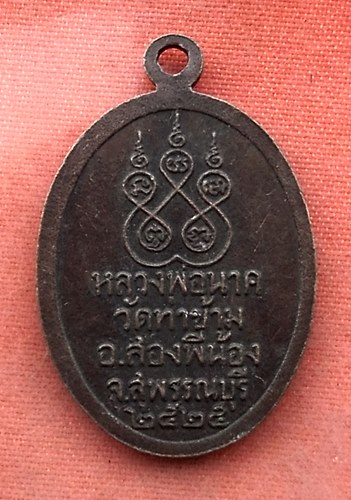 หลวงพ่อนาค
วัดท่าข้าม
อ.สองพี่น้อง
จ.สุพรรณบุรี
๒๕๒๕